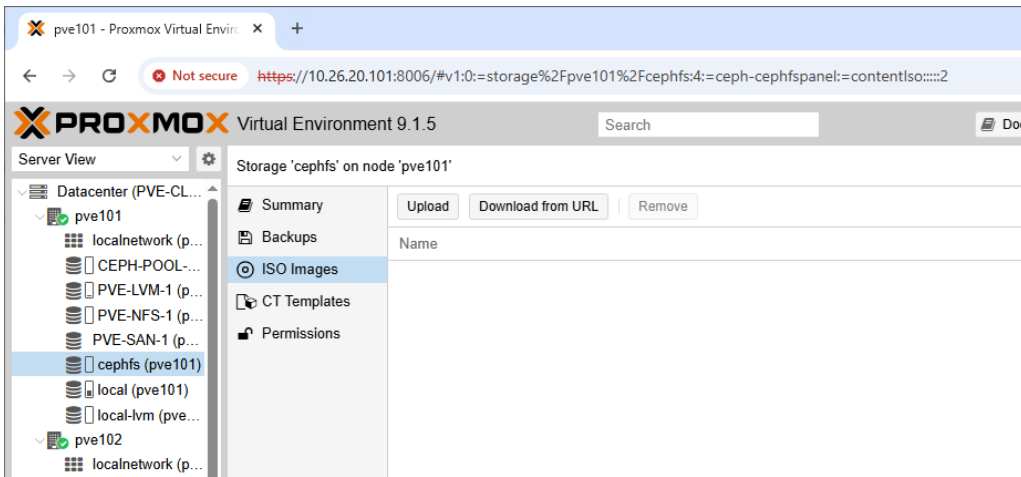 pve101 - Proxmox Virtual Enviro
Not secure https://10.26.20.101:8006/#v1:0:=storage%2Fpve101%2Fcephfs:4:=ceph-cephfspanel:=contentIso:::::2
PROXMOX Virtual Environment 9.1.5 Search Do
Server View
Storage 'cephfs' on node 'pve101'
Datacenter (PVE-CL...
pve101
localnetwork (p...
CEPH-POOL-...
PVE-LVM-1 (p...
PVE-NFS-1 (p...
PVE-SAN-1 (p...
cephfs (pve101)
local (pve101)
local-lvm (pve...
pve102
localnetwork (p...
Summary
Backups
ISO Images
CT Templates
Permissions
Upload Download from URL Remove
Name